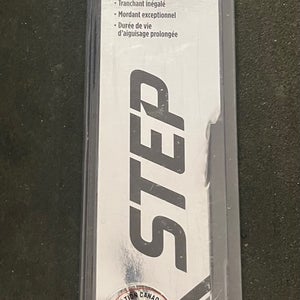 • Tranchant inégalé
• Mordant exceptionnel
• Durée de vie
d'aiguisage prolongée
STEP